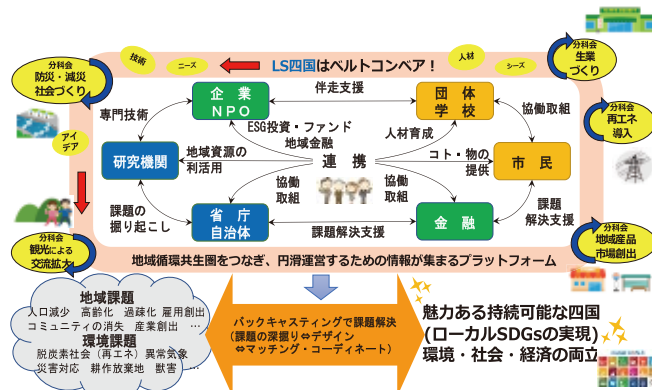 LS四国はベルトコンベア！
技術
ニーズ
人材
シーズ
分科会
防災・減災
社会づくり
分科会
生業
づくり
分科会
再エネ
導入
アイ
デア
分科会
観光による
交流拡大
分科会
地域産品
市場創出
企　業
ＮＰＯ
伴走支援
団　体
学　校
専門技術
ESG投資・ファンド
地域金融
人材育成
協働取組
研究機関
地域資源の
利活用
連　携
コト・物の
提供
市　民
協働
取組
協働
取組
課題の
掘り起こし
課題
解決支援
省　庁
自治体
課題解決支援
金　融
地域循環共生圏をつなぎ、円滑運営するための情報が集まるプラットフォーム
地域課題
人口減少　高齢化　過疎化　雇用創出
コミュニティの消失　産業創出　…
環境課題
脱炭素社会（再エネ）異常気象
災害対応　耕作放棄地　獣害　…
バックキャスティングで課題解決
（課題の深掘り⇔デザイン
⇔マッチング・コーディネート）
魅力ある持続可能な四国
(ローカルSDGsの実現)
環境・社会・経済の両立